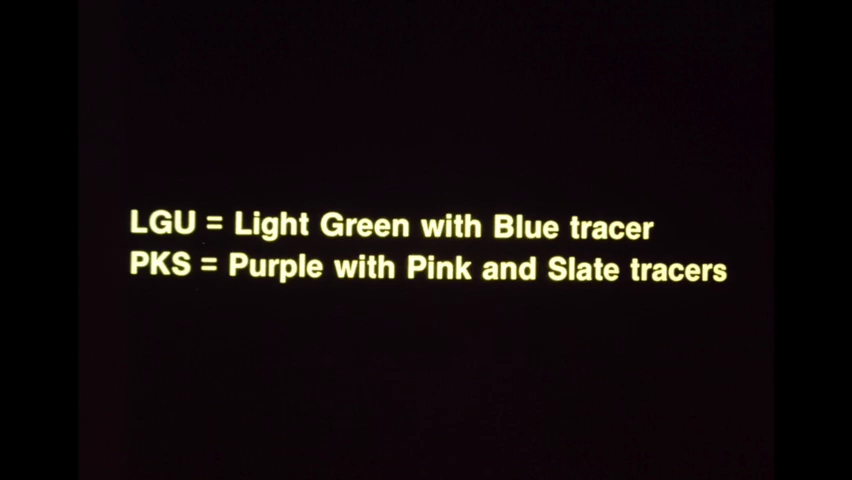 LGU = Light Green with Blue tracer
PKS = Purple with Pink and Slate tracers